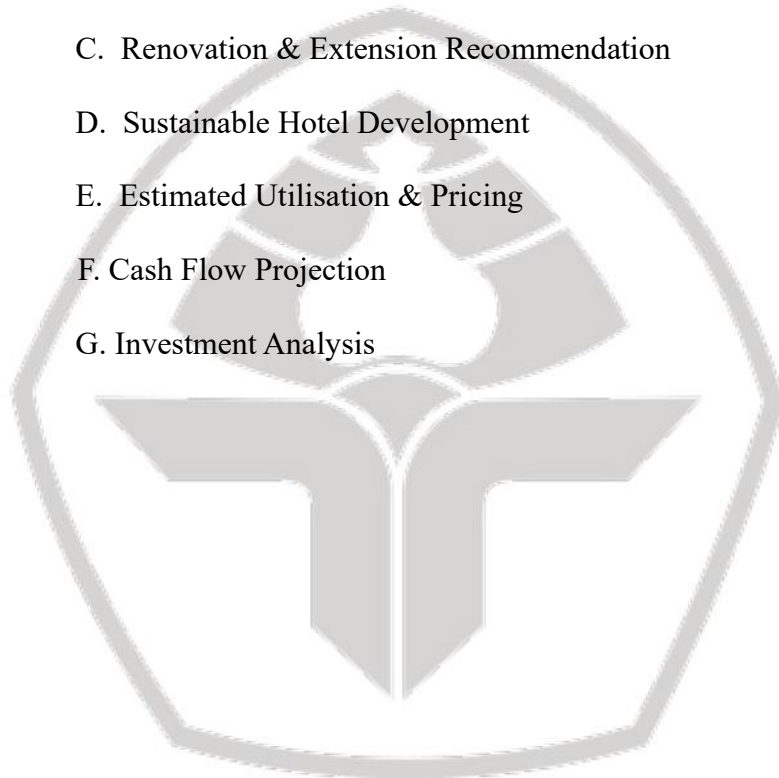 C. Renovation & Extension Recommendation
D. Sustainable Hotel Development
E. Estimated Utilisation & Pricing
F. Cash Flow Projection
G. Investment Analysis